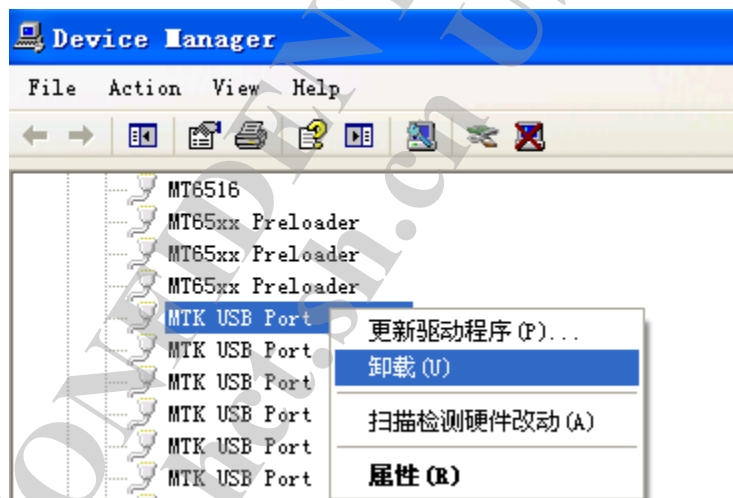 Device Manager
File Action View Help
MT6516
MT65xx Preloader
MT65xx Preloader
MT65xx Preloader
MTK USB Port
更新驱动程序(P)...
MTK USB Port
卸载(U)
MTK USB Port
MTK USB Port
扫描检测硬件改动(A)
MTK USB Port
MTK USB Port
属性(R)